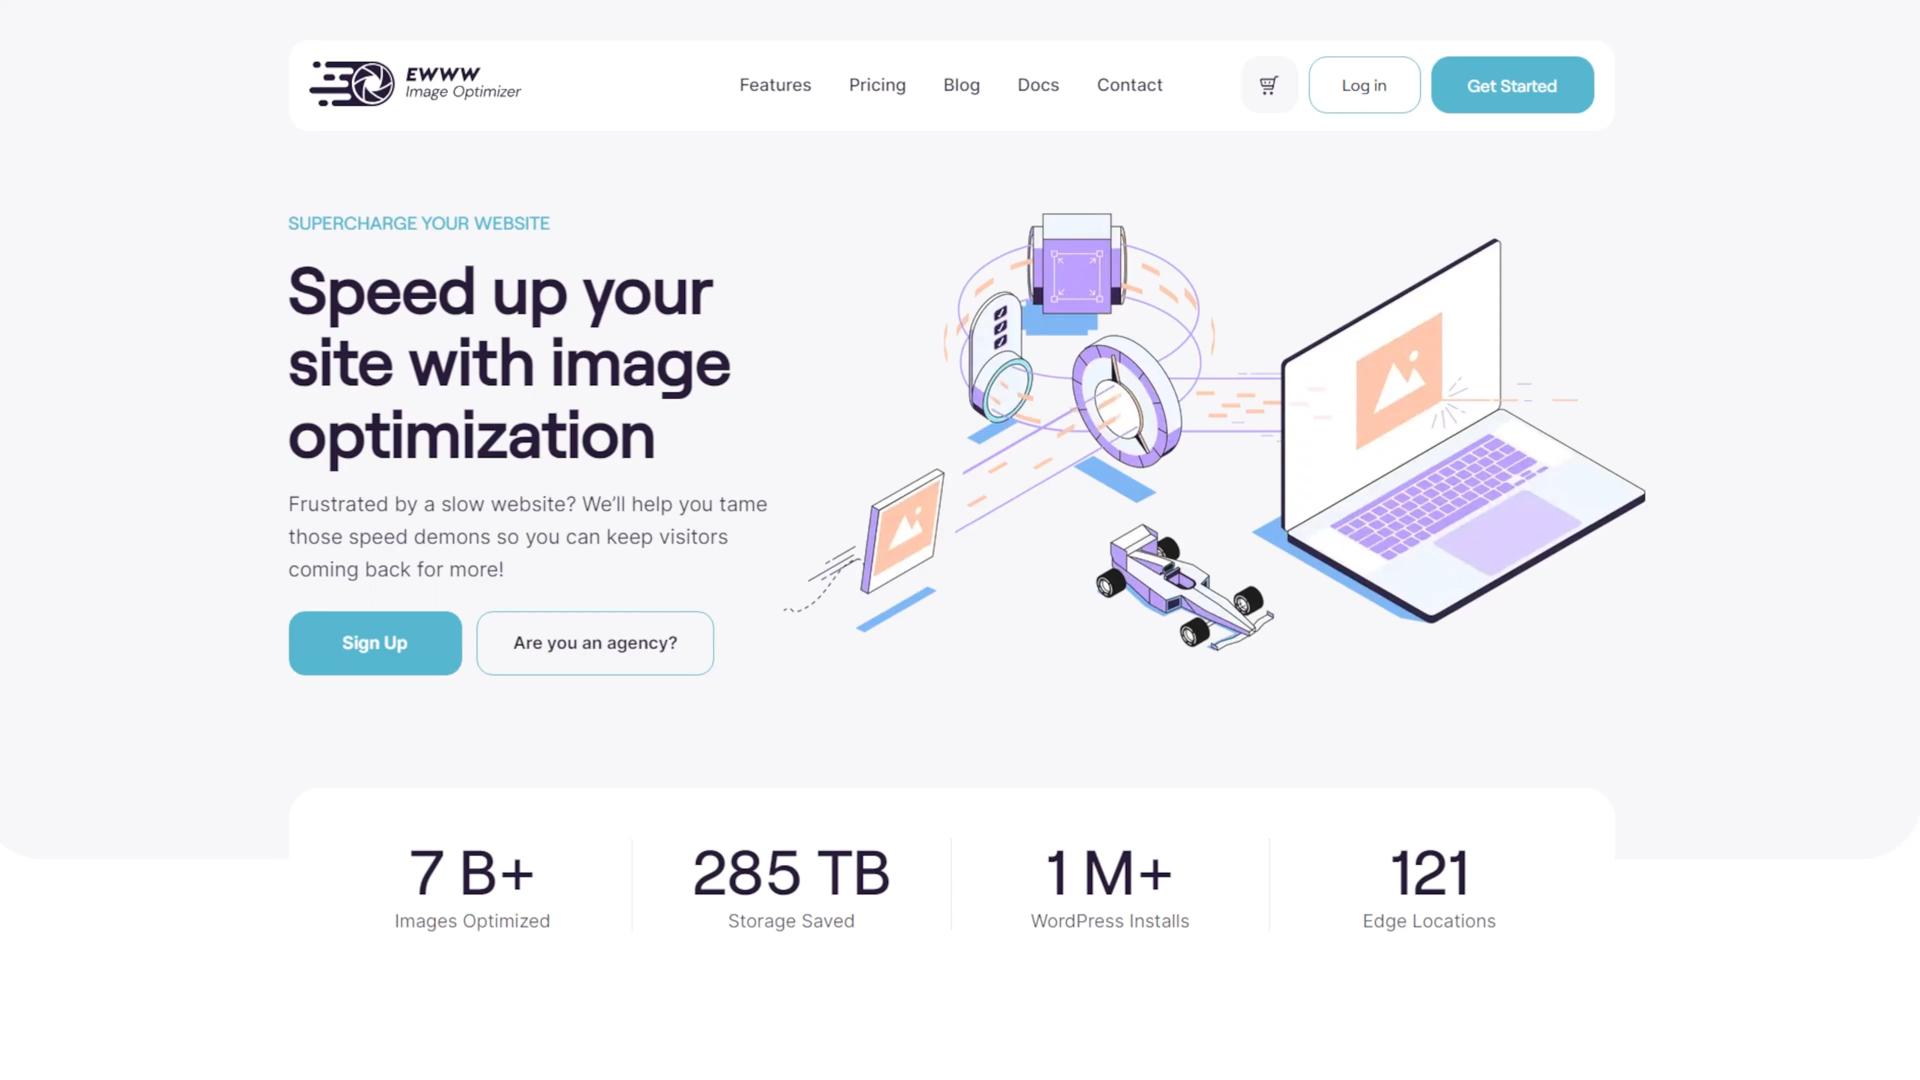 EWWW
Image Optimizer
Features
Pricing
Blog
Docs
Contact
Log in
Get Started
SUPERCHARGE YOUR WEBSITE
Speed up your
site with image
optimization
Frustrated by a slow website? We’ll help you tame
those speed demons so you can keep visitors
coming back for more!
Sign Up
Are you an agency?
7 B+
Images Optimized
285 TB
Storage Saved
1 M+
WordPress Installs
121
Edge Locations